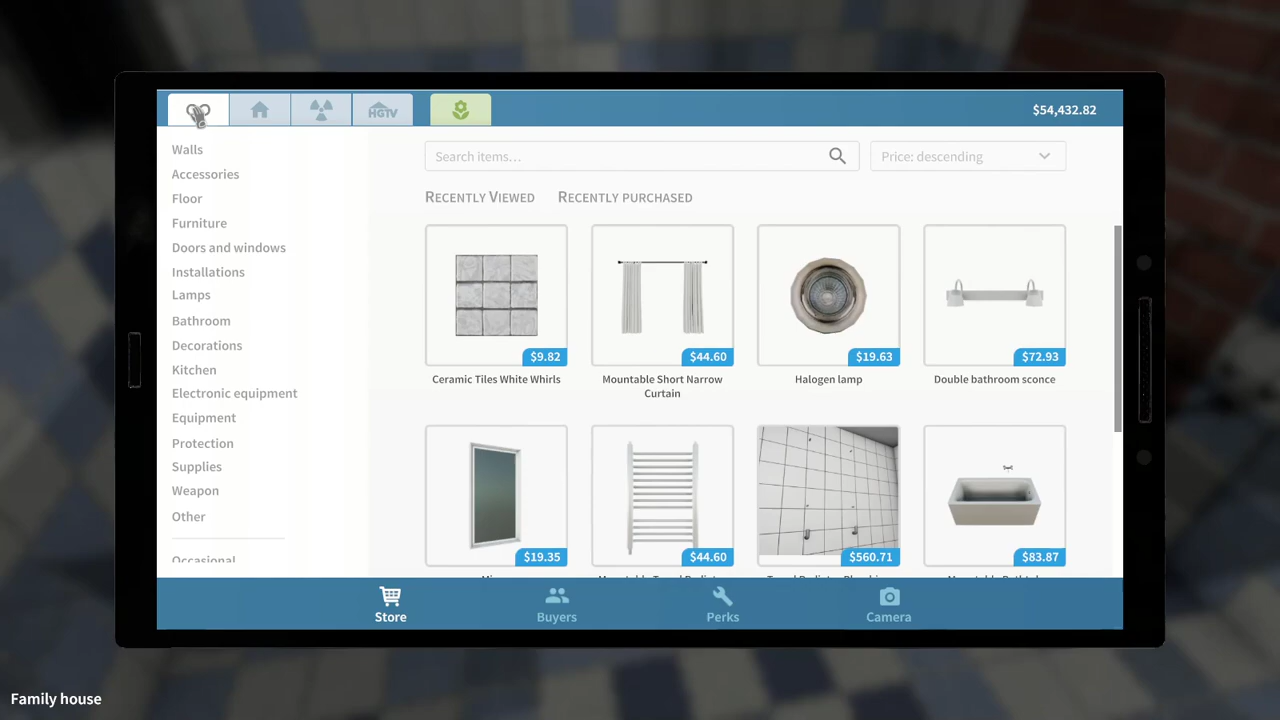 HGTV
$54,432.82
Walls
Accessories
Floor
Furniture
Doors and windows
Installations
Lamps
Bathroom
Decorations
Kitchen
Electronic equipment
Equipment
Protection
Supplies
Weapon
Other
Occasional
Search items...
Price: descending
RECENTLY VIEWED
RECENTLY PURCHASED
$9.82
$44.60
$19.63
$72.93
Ceramic Tiles White Whirls
Mountable Short Narrow
Curtain
Halogen lamp
Double bathroom sconce
$19.35
$44.60
$560.71
$83.87
Store
Buyers
Perks
Camera
Family house